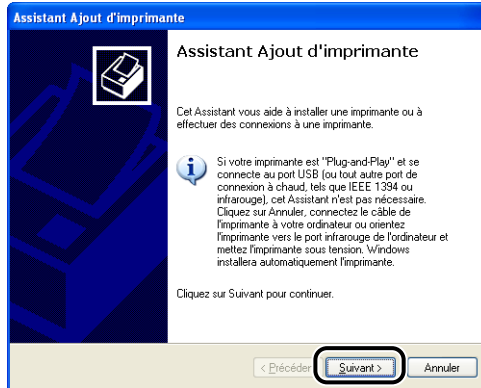 Assistant Ajout d'imprimante
Assistant Ajout d'imprimante
Cet Assistant vous aide à installer une imprimante ou à
effectuer des connexions à une imprimante.
Si votre imprimante est "Plug-and-Play" et se
connecte au port USB (ou tout autre port de
connexion à chaud, tels que IEEE 1394 ou
infrarouge), cet Assistant n'est pas nécessaire.
Cliquez sur Annuler, connectez le câble de
l'imprimante à votre ordinateur ou orientez
l'imprimante vers le port infrarouge de l'ordinateur et
mettez l'imprimante sous tension. Windows
installera automatiquement l'imprimante.
Cliquez sur Suivant pour continuer.
< Précéder Suivant > Annuler